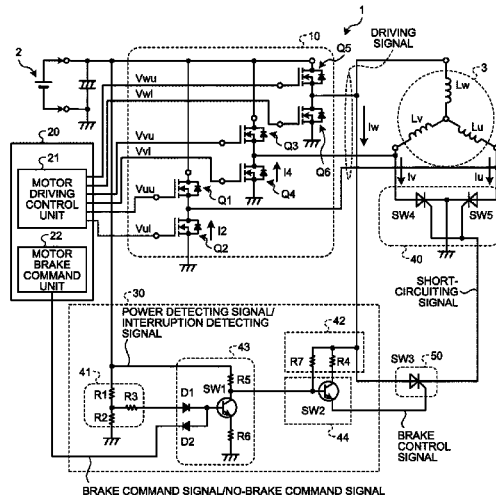 1
10
Q5
DRIVING SIGNAL
2
Vwu
Vwl
3
Lw
Lv
Lu
Iw
Q3
Q6
20
21
Vvu
Vvl
I4
Q4
MOTOR DRIVING CONTROL UNIT
Vuu
Q1
Iv
Iu
SW4
SW5
22
Vul
I2
Q2
40
MOTOR BRAKE COMMAND UNIT
SHORT-CIRCUITING SIGNAL
30
POWER DETECTING SIGNAL/INTERRUPTION DETECTING SIGNAL
42
43
R7
R4
SW3
50
41
R1
R3
D1
SW1
R5
R2
D2
SW2
R6
44
BRAKE CONTROL SIGNAL
BRAKE COMMAND SIGNAL/NO-BRAKE COMMAND SIGNAL